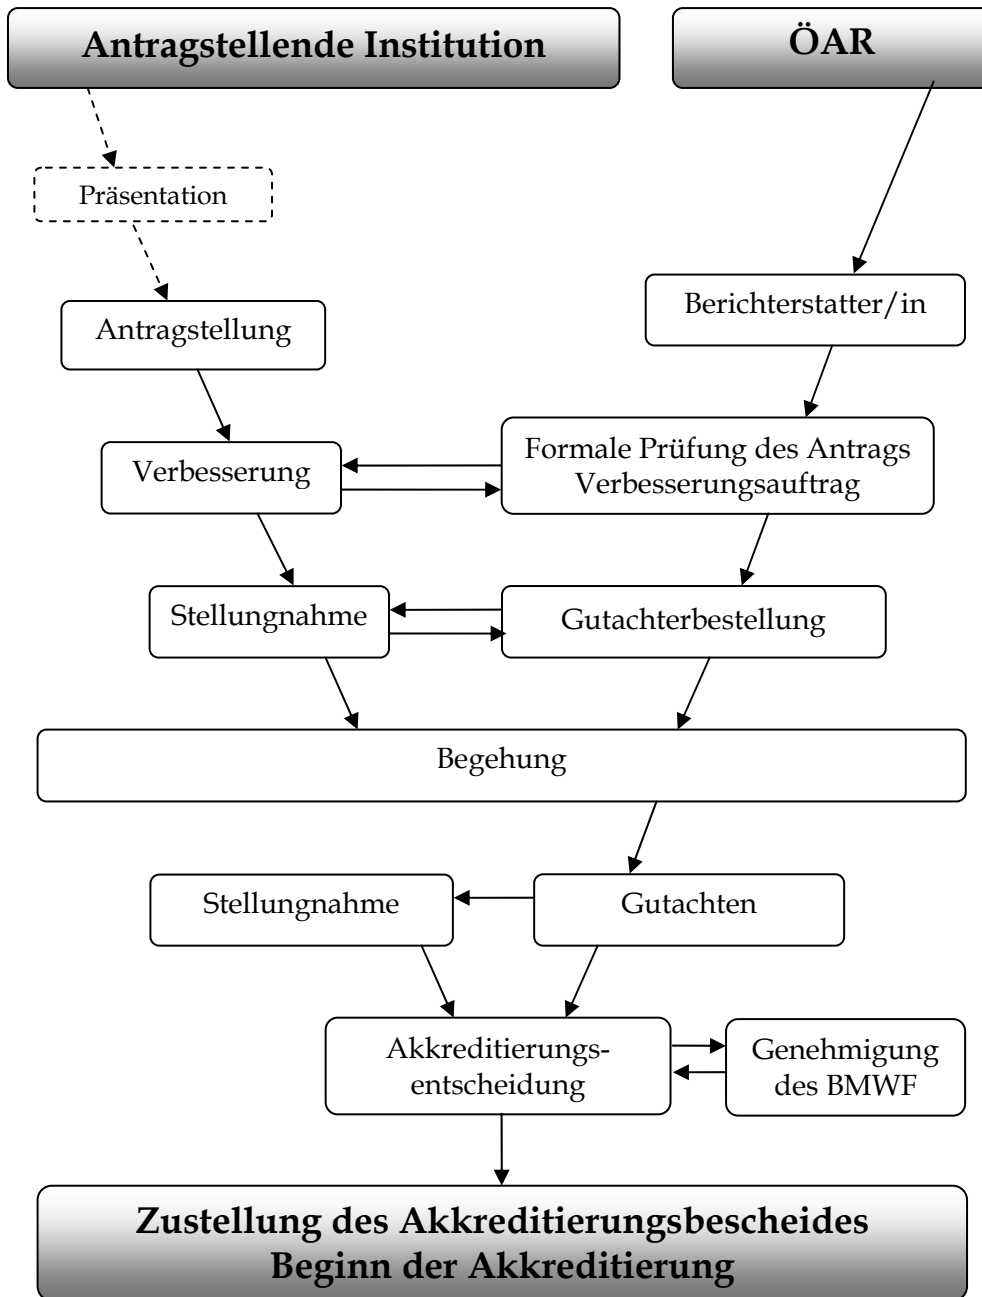 Antragstellende Institution
ÖAR
Präsentation
Berichterstatter/in
Antragstellung
Formale Prüfung des Antrags
Verbesserungsauftrag
Verbesserung
Stellungnahme
Gutachterbestellung
Begehung
Stellungnahme
Gutachten
Akkreditierungs-
entscheidung
Genehmigung
des BMWF
Zustellung des Akkreditierungsbescheides
Beginn der Akkreditierung